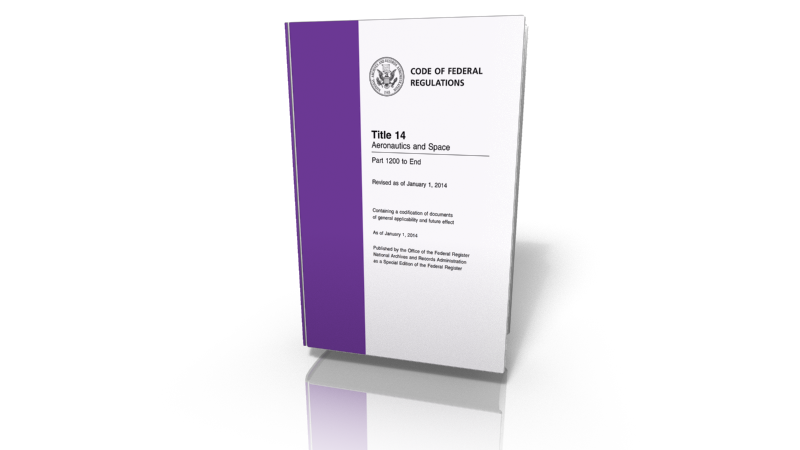 CODE OF FEDERAL
REGULATIONS
Title 14
Aeronautics and Space
Part 1200 to End
Revised as of January 1, 2014
Containing a codification of documents
of general applicability and future effect
As of January 1, 2014
Published by the Office of the Federal Register
National Archives and Records Administration
as a Special Edition of the Federal Register